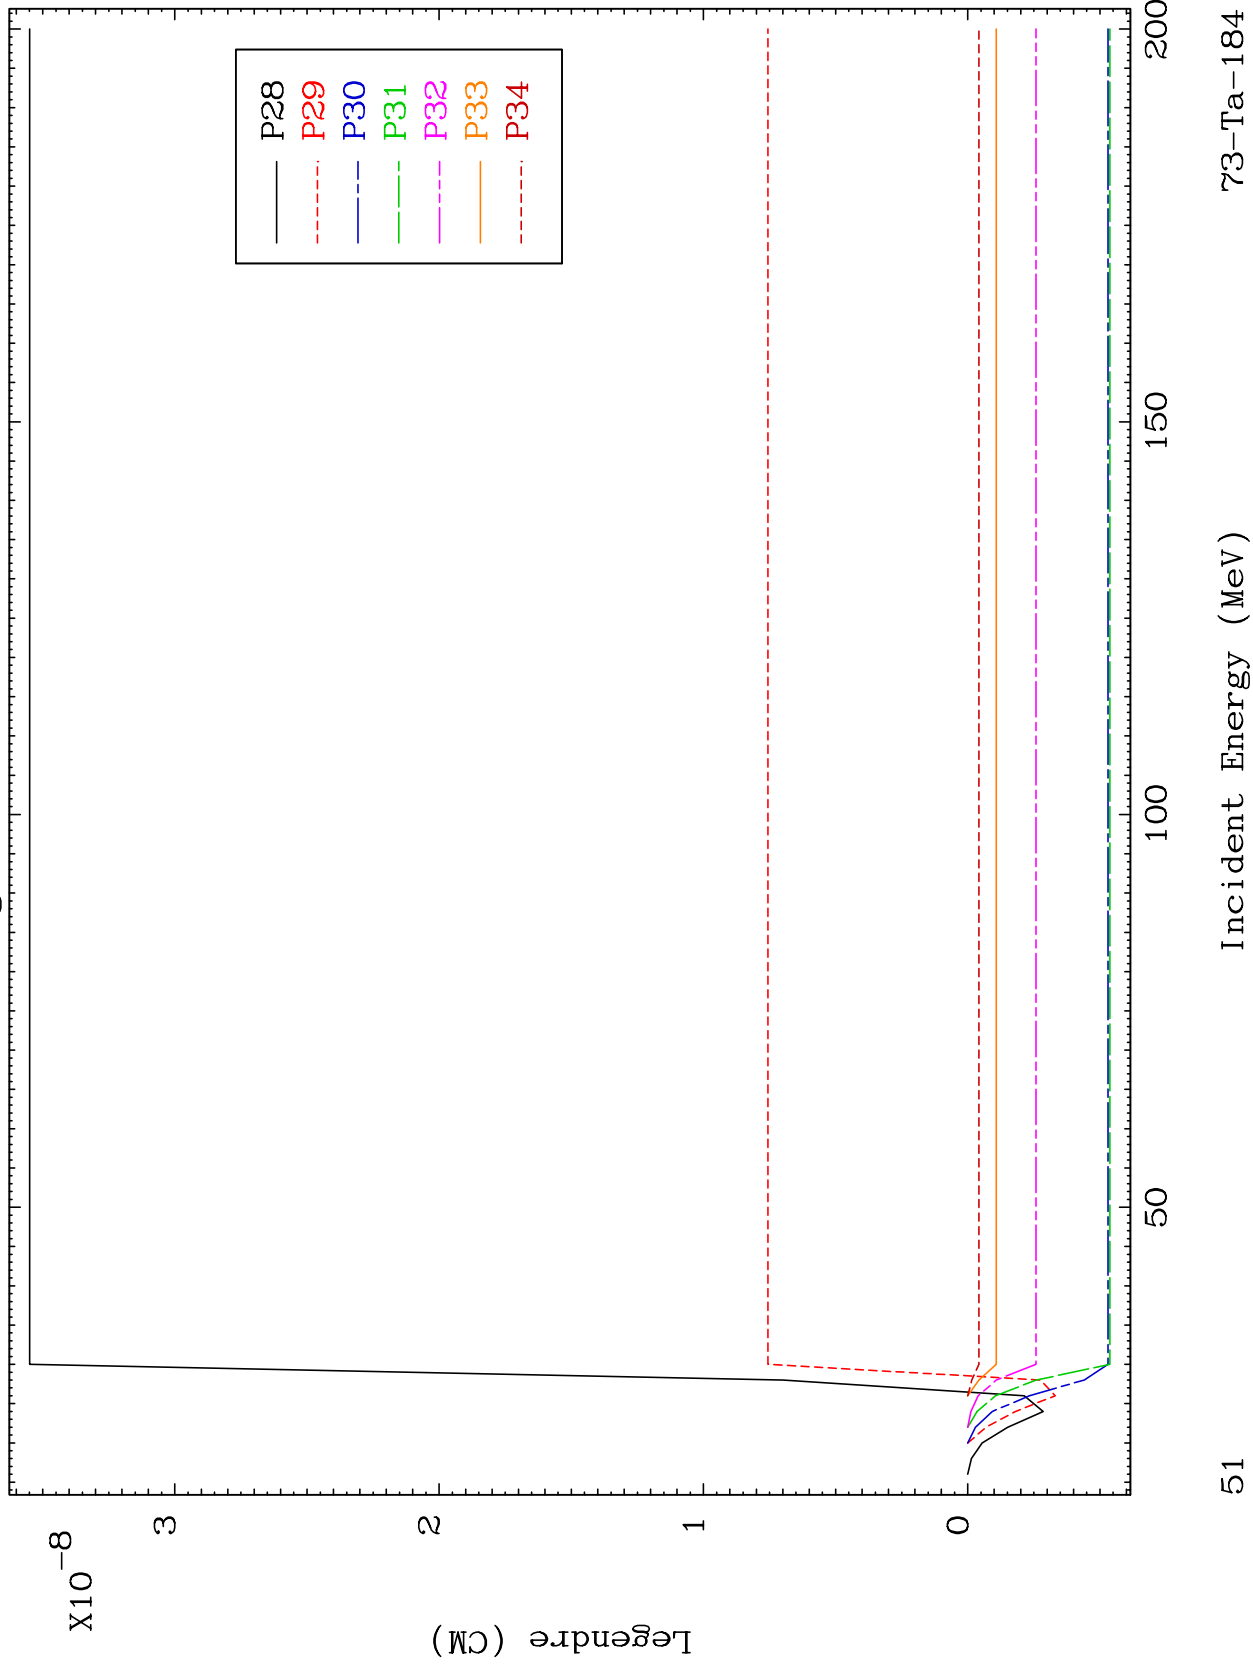 X10
-8
3
2
1
0
Legendre (CM)
P28
P29
P30
P31
P32
P33
P34
50
100
150
200
Incident Energy (MeV)
51
73-Ta-184